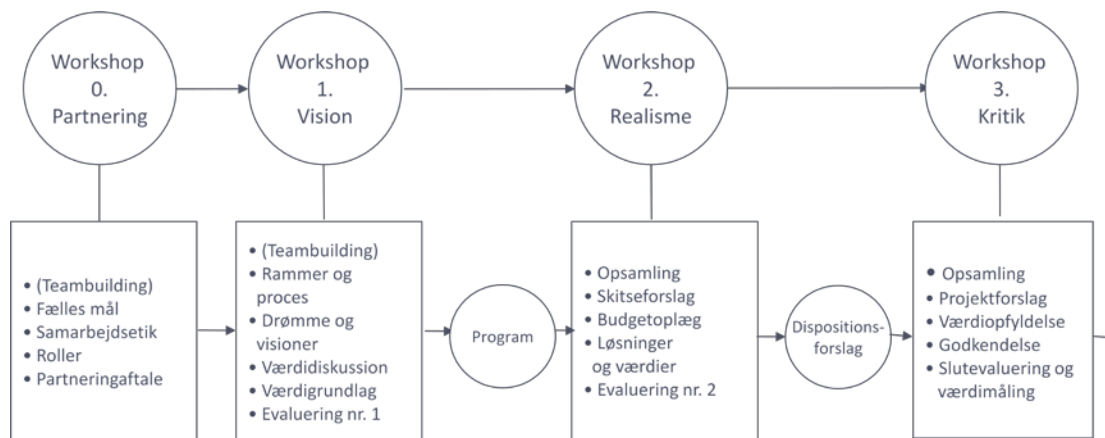 Workshop
0.
Partnering
Workshop
1.
Vision
Workshop
2.
Realisme
Workshop
3.
Kritik
• (Teambuilding)
• Fælles mål
• Samarbejdsetik
• Roller
• Partneringaftale
• (Teambuilding)
• Rammer og
proces
• Drømme og
visioner
• Værdidiskussion
• Værdigrundlag
• Evaluering nr. 1
Program
• Opsamling
• Skitseforslag
• Budgetoplæg
• Løsninger
og værdier
• Evaluering nr. 2
Dispositions-
forslag
• Opsamling
• Projektforslag
• Værdiopfyldelse
• Godkendelse
• Slutevaluering og
værdimåling